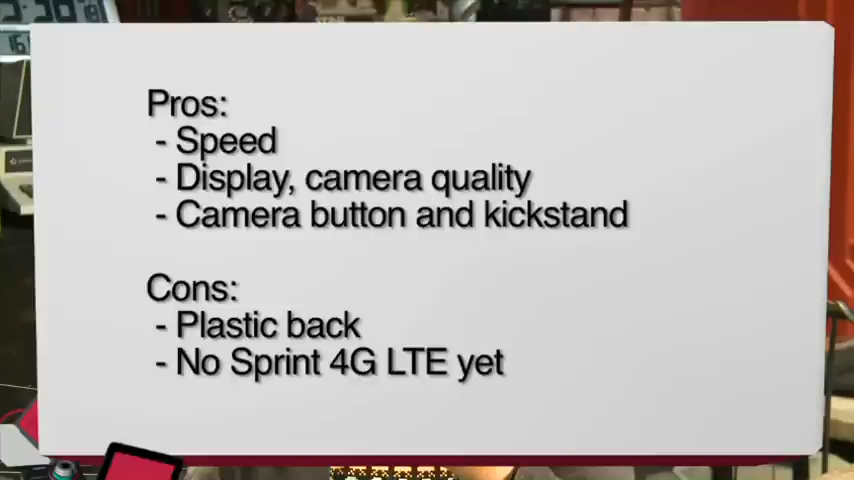 Pros:
- Speed
- Display, camera quality
- Camera button and kickstand
Cons:
- Plastic back
- No Sprint 4G LTE yet